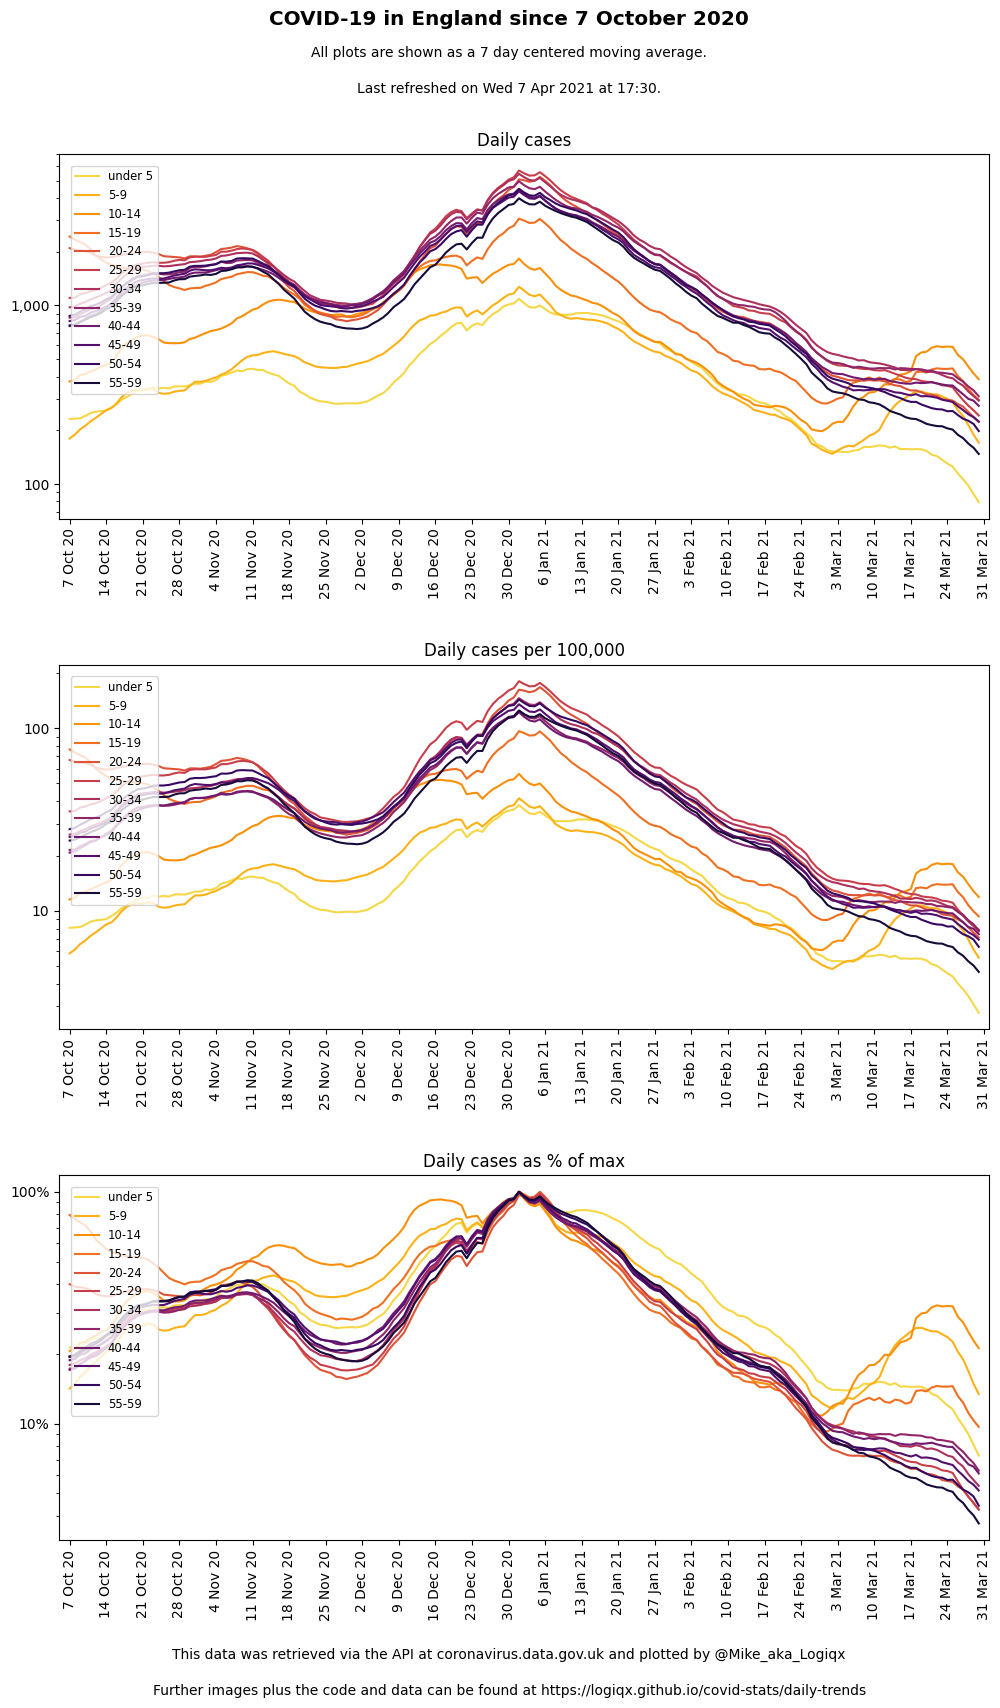 COVID-19 in England since 7 October 2020
All plots are shown as a 7 day centered moving average.
Last refreshed on Wed 7 Apr 2021 at 17:30.
Daily cases
under 5
5-9
10-14
15-19
20-24
25-29
30-34
35-39
40-44
45-49
50-54
55-59
1,000
100
7 Oct 20
14 Oct 20
21 Oct 20
28 Oct 20
4 Nov 20
11 Nov 20
18 Nov 20
25 Nov 20
2 Dec 20
9 Dec 20
16 Dec 20
23 Dec 20
30 Dec 20
6 Jan 21
13 Jan 21
20 Jan 21
27 Jan 21
3 Feb 21
10 Feb 21
17 Feb 21
24 Feb 21
3 Mar 21
10 Mar 21
17 Mar 21
24 Mar 21
31 Mar 21
Daily cases per 100,000
under 5
5-9
10-14
15-19
20-24
25-29
30-34
35-39
40-44
45-49
50-54
55-59
100
10
7 Oct 20
14 Oct 20
21 Oct 20
28 Oct 20
4 Nov 20
11 Nov 20
18 Nov 20
25 Nov 20
2 Dec 20
9 Dec 20
16 Dec 20
23 Dec 20
30 Dec 20
6 Jan 21
13 Jan 21
20 Jan 21
27 Jan 21
3 Feb 21
10 Feb 21
17 Feb 21
24 Feb 21
3 Mar 21
10 Mar 21
17 Mar 21
24 Mar 21
31 Mar 21
Daily cases as % of max
under 5
5-9
10-14
15-19
20-24
25-29
30-34
35-39
40-44
45-49
50-54
55-59
100%
10%
7 Oct 20
14 Oct 20
21 Oct 20
28 Oct 20
4 Nov 20
11 Nov 20
18 Nov 20
25 Nov 20
2 Dec 20
9 Dec 20
16 Dec 20
23 Dec 20
30 Dec 20
6 Jan 21
13 Jan 21
20 Jan 21
27 Jan 21
3 Feb 21
10 Feb 21
17 Feb 21
24 Feb 21
3 Mar 21
10 Mar 21
17 Mar 21
24 Mar 21
31 Mar 21
This data was retrieved via the API at coronavirus.data.gov.uk and plotted by @Mike_aka_Logiqx
Further images plus the code and data can be found at https://logiqx.github.io/covid-stats/daily-trends